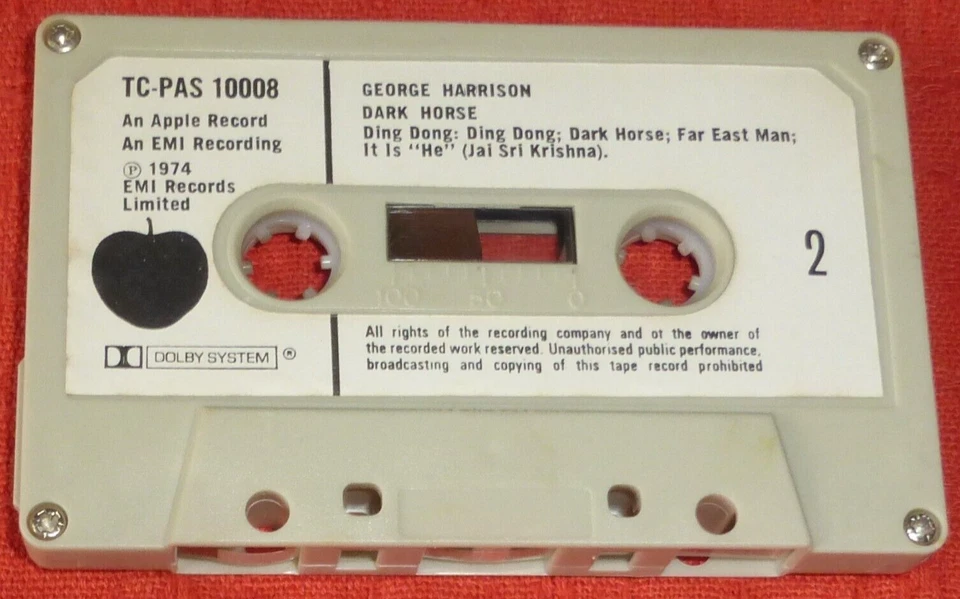 TC-PAS 10008
An Apple Record
An EMI Recording
℗ 1974
EMI Records
Limited
DOLBY SYSTEM ®
GEORGE HARRISON
DARK HORSE
Ding Dong: Ding Dong; Dark Horse; Far East Man;
It Is "He" (Jai Sri Krishna).
100 50 0
2
All rights of the recording company and of the owner of
the recorded work reserved. Unauthorised public performance,
broadcasting and copying of this tape record prohibited